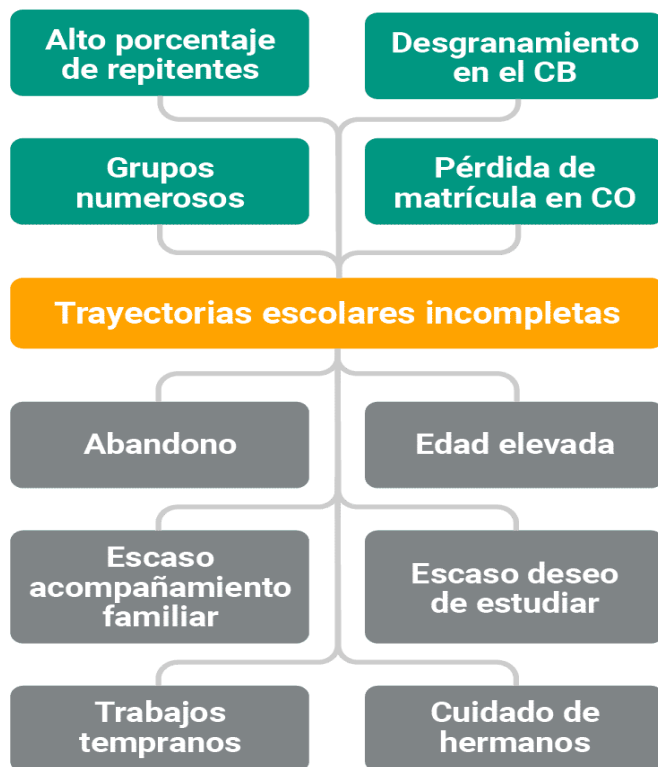 Alto porcentaje
de repitentes
Desgranamiento
en el CB
Grupos
numerosos
Pérdida de
matrícula en CO
Trayectorias escolares incompletas
Abandono
Edad elevada
Escaso
acompañamiento
familiar
Escaso deseo
de estudiar
Trabajos
tempranos
Cuidado de
hermanos